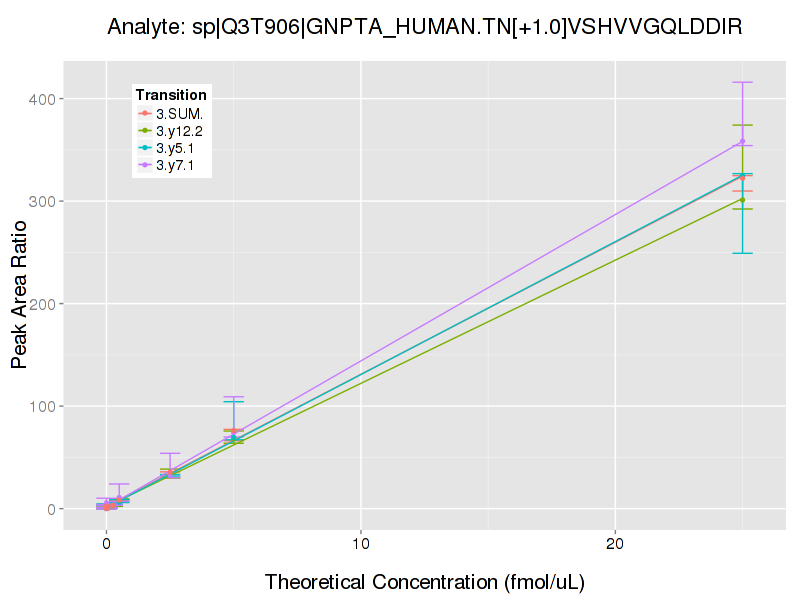 Analyte: sp|Q3T906|GNPTA_HUMAN.TN[+1.0]VSHVVGQLDDIR
Transition
3.SUM.
3.y12.2
3.y5.1
3.y7.1
Peak Area Ratio
400
300
200
100
0
0 10 20
Theoretical Concentration (fmol/uL)